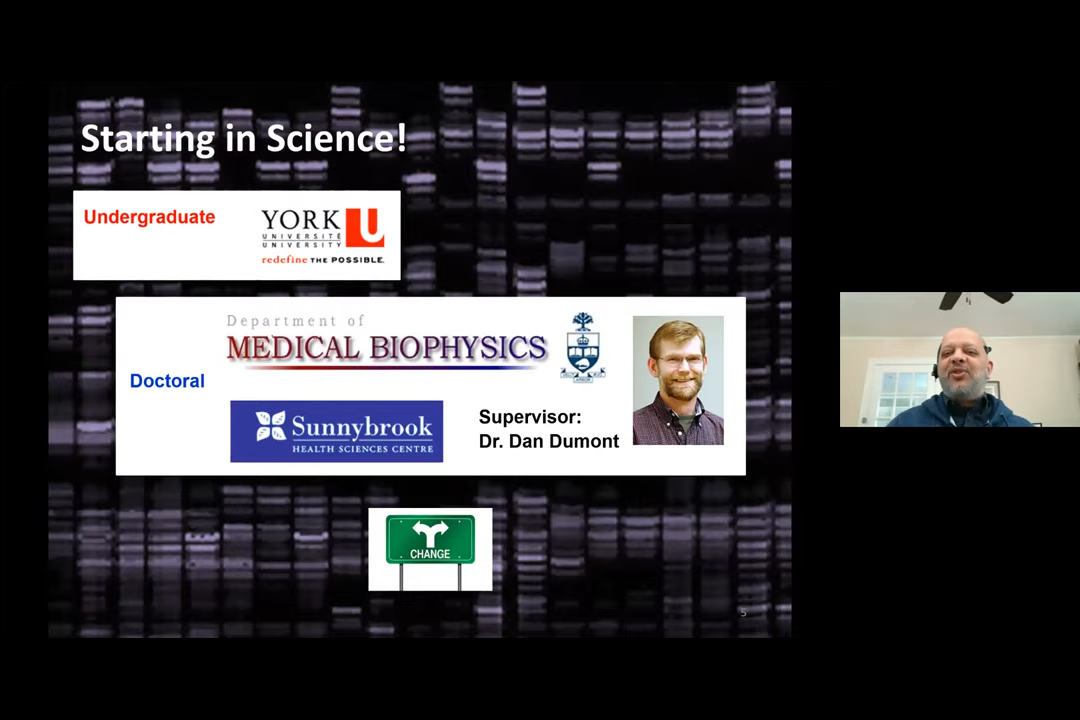 Starting in Science!
Undergraduate
YORK U
UNIVERSITÉ
UNIVERSITY
redefine THE POSSIBLE.
Department of
MEDICAL BIOPHYSICS
Doctoral
Sunnybrook
HEALTH SCIENCES CENTRE
Supervisor:
Dr. Dan Dumont
CHANGE
5